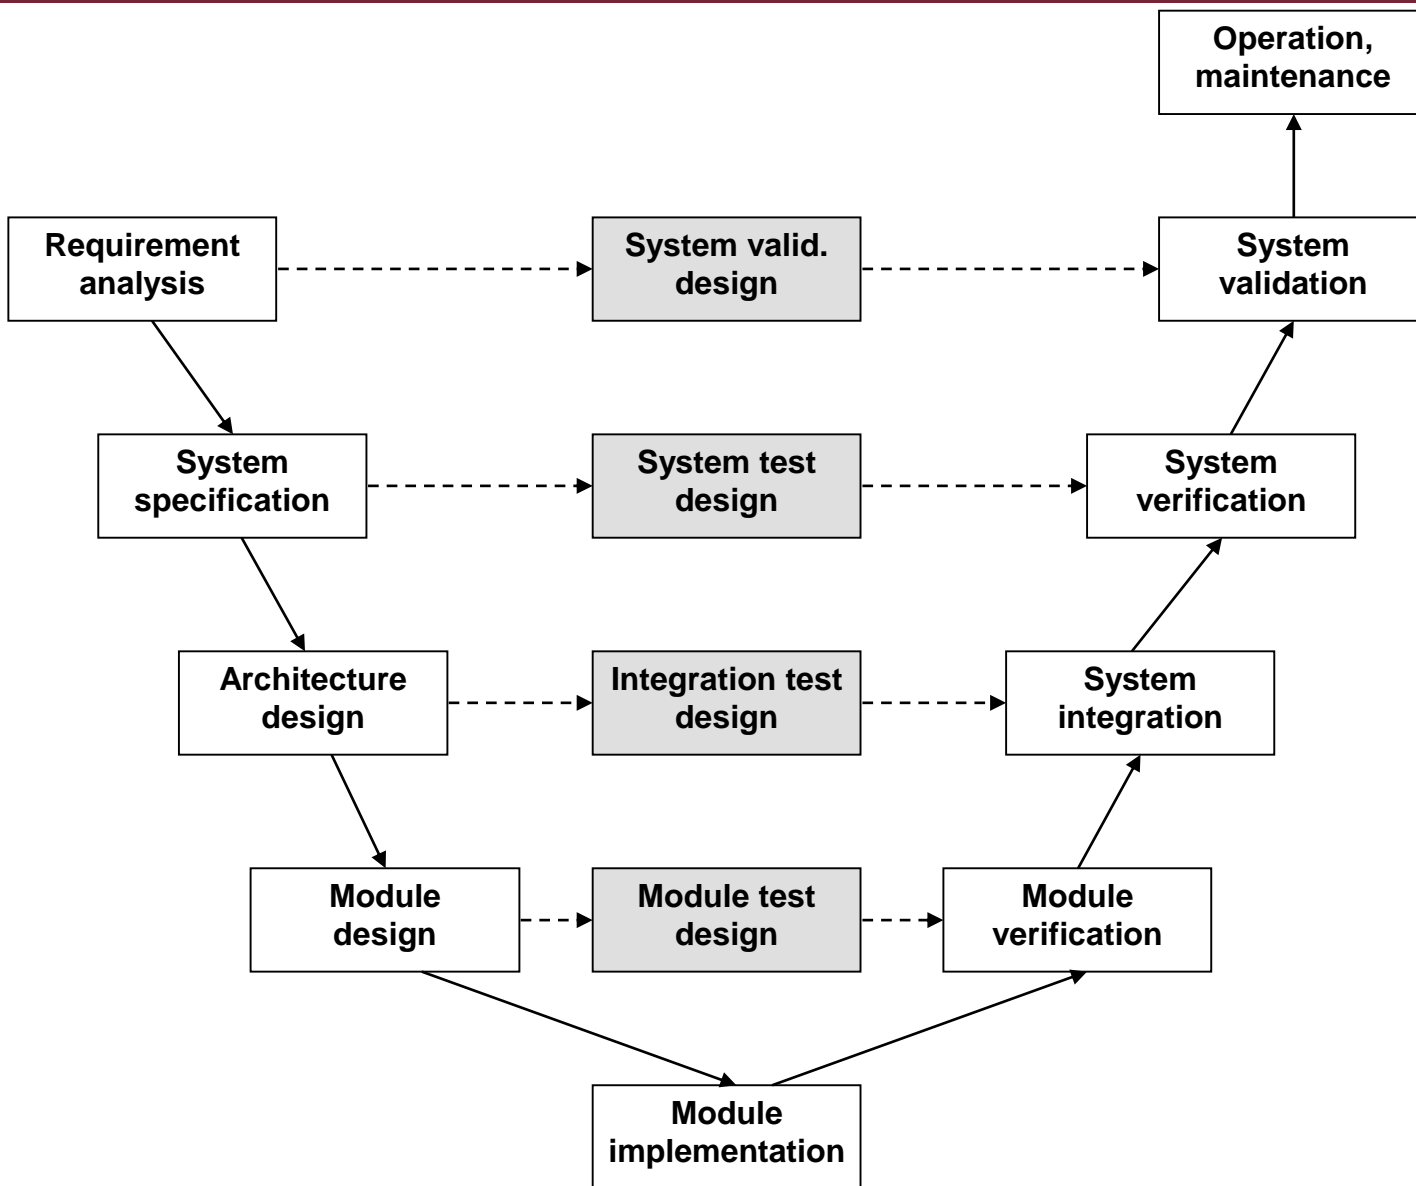 Operation,
maintenance
Requirement
analysis
System valid.
design
System
validation
System
specification
System test
design
System
verification
Architecture
design
Integration test
design
System
integration
Module
design
Module test
design
Module
verification
Module
implementation